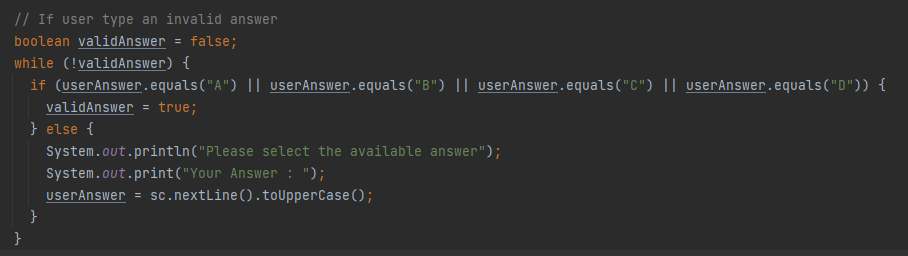 // If user type an invalid answer
boolean validAnswer = false;
while (!validAnswer) {
  if (userAnswer.equals("A") || userAnswer.equals("B") || userAnswer.equals("C") || userAnswer.equals("D")) {
    validAnswer = true;
  } else {
    System.out.println("Please select the available answer");
    System.out.print("Your Answer : ");
    userAnswer = sc.nextLine().toUpperCase();
  }
}